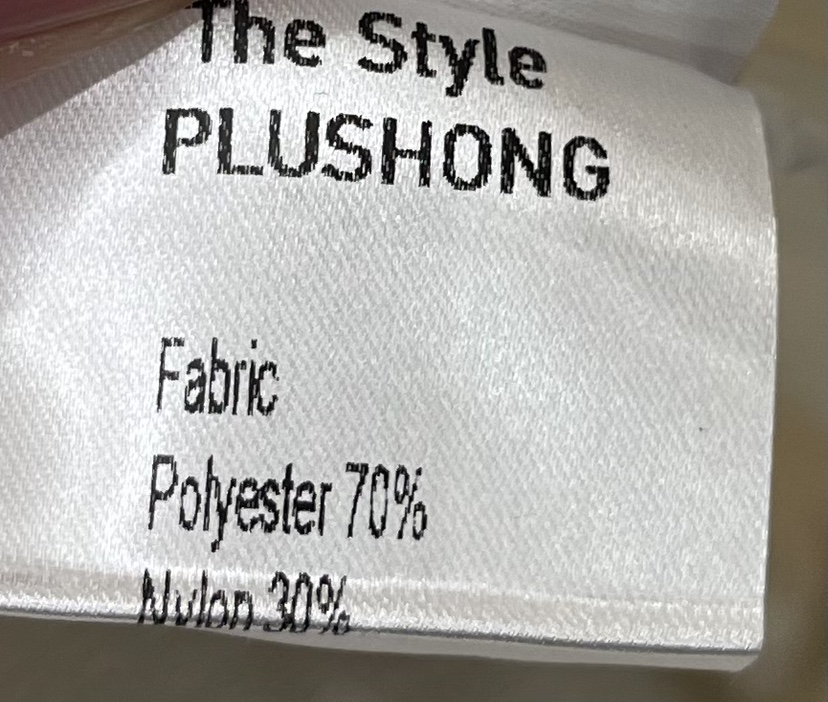 The Style
PLUSHONG
Fabric
Polyester 70%
Nylon 30%